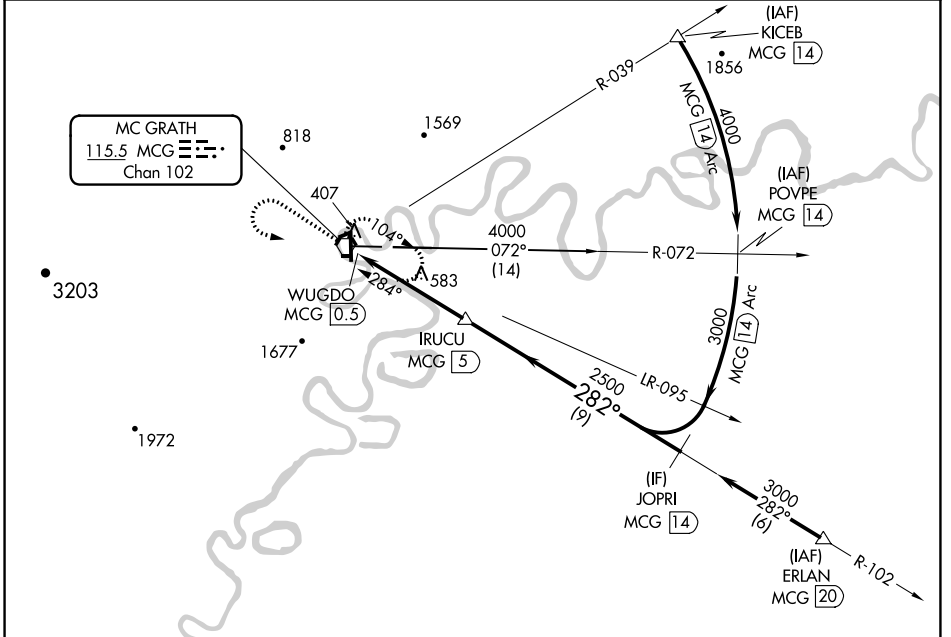 (IAF)
KICEB
MCG 14
1856
R-039
MCG 14 Arc
4000
MC GRATH
115.5 MCG
Chan 102
818
1569
407
104°
4000
072°
(14)
R-072
(IAF)
POVPE
MCG 14
583
284°
WUGDO
MCG 0.5
3203
1677
IRUCU
MCG 5
3000
MCG 14 Arc
LR-095
2500
282°
(9)
1972
(IF)
JOPRI
MCG 14
3000
282°
(6)
(IAF)
ERLAN
MCG 20
R-102